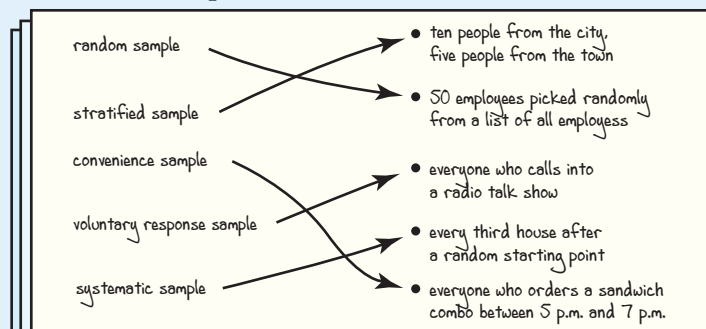 random sample
stratified sample
convenience sample
voluntary response sample
systematic sample
ten people from the city,
five people from the town
50 employees picked randomly
from a list of all employess
everyone who calls into
a radio talk show
every third house after
a random starting point
everyone who orders a sandwich
combo between 5 p.m. and 7 p.m.